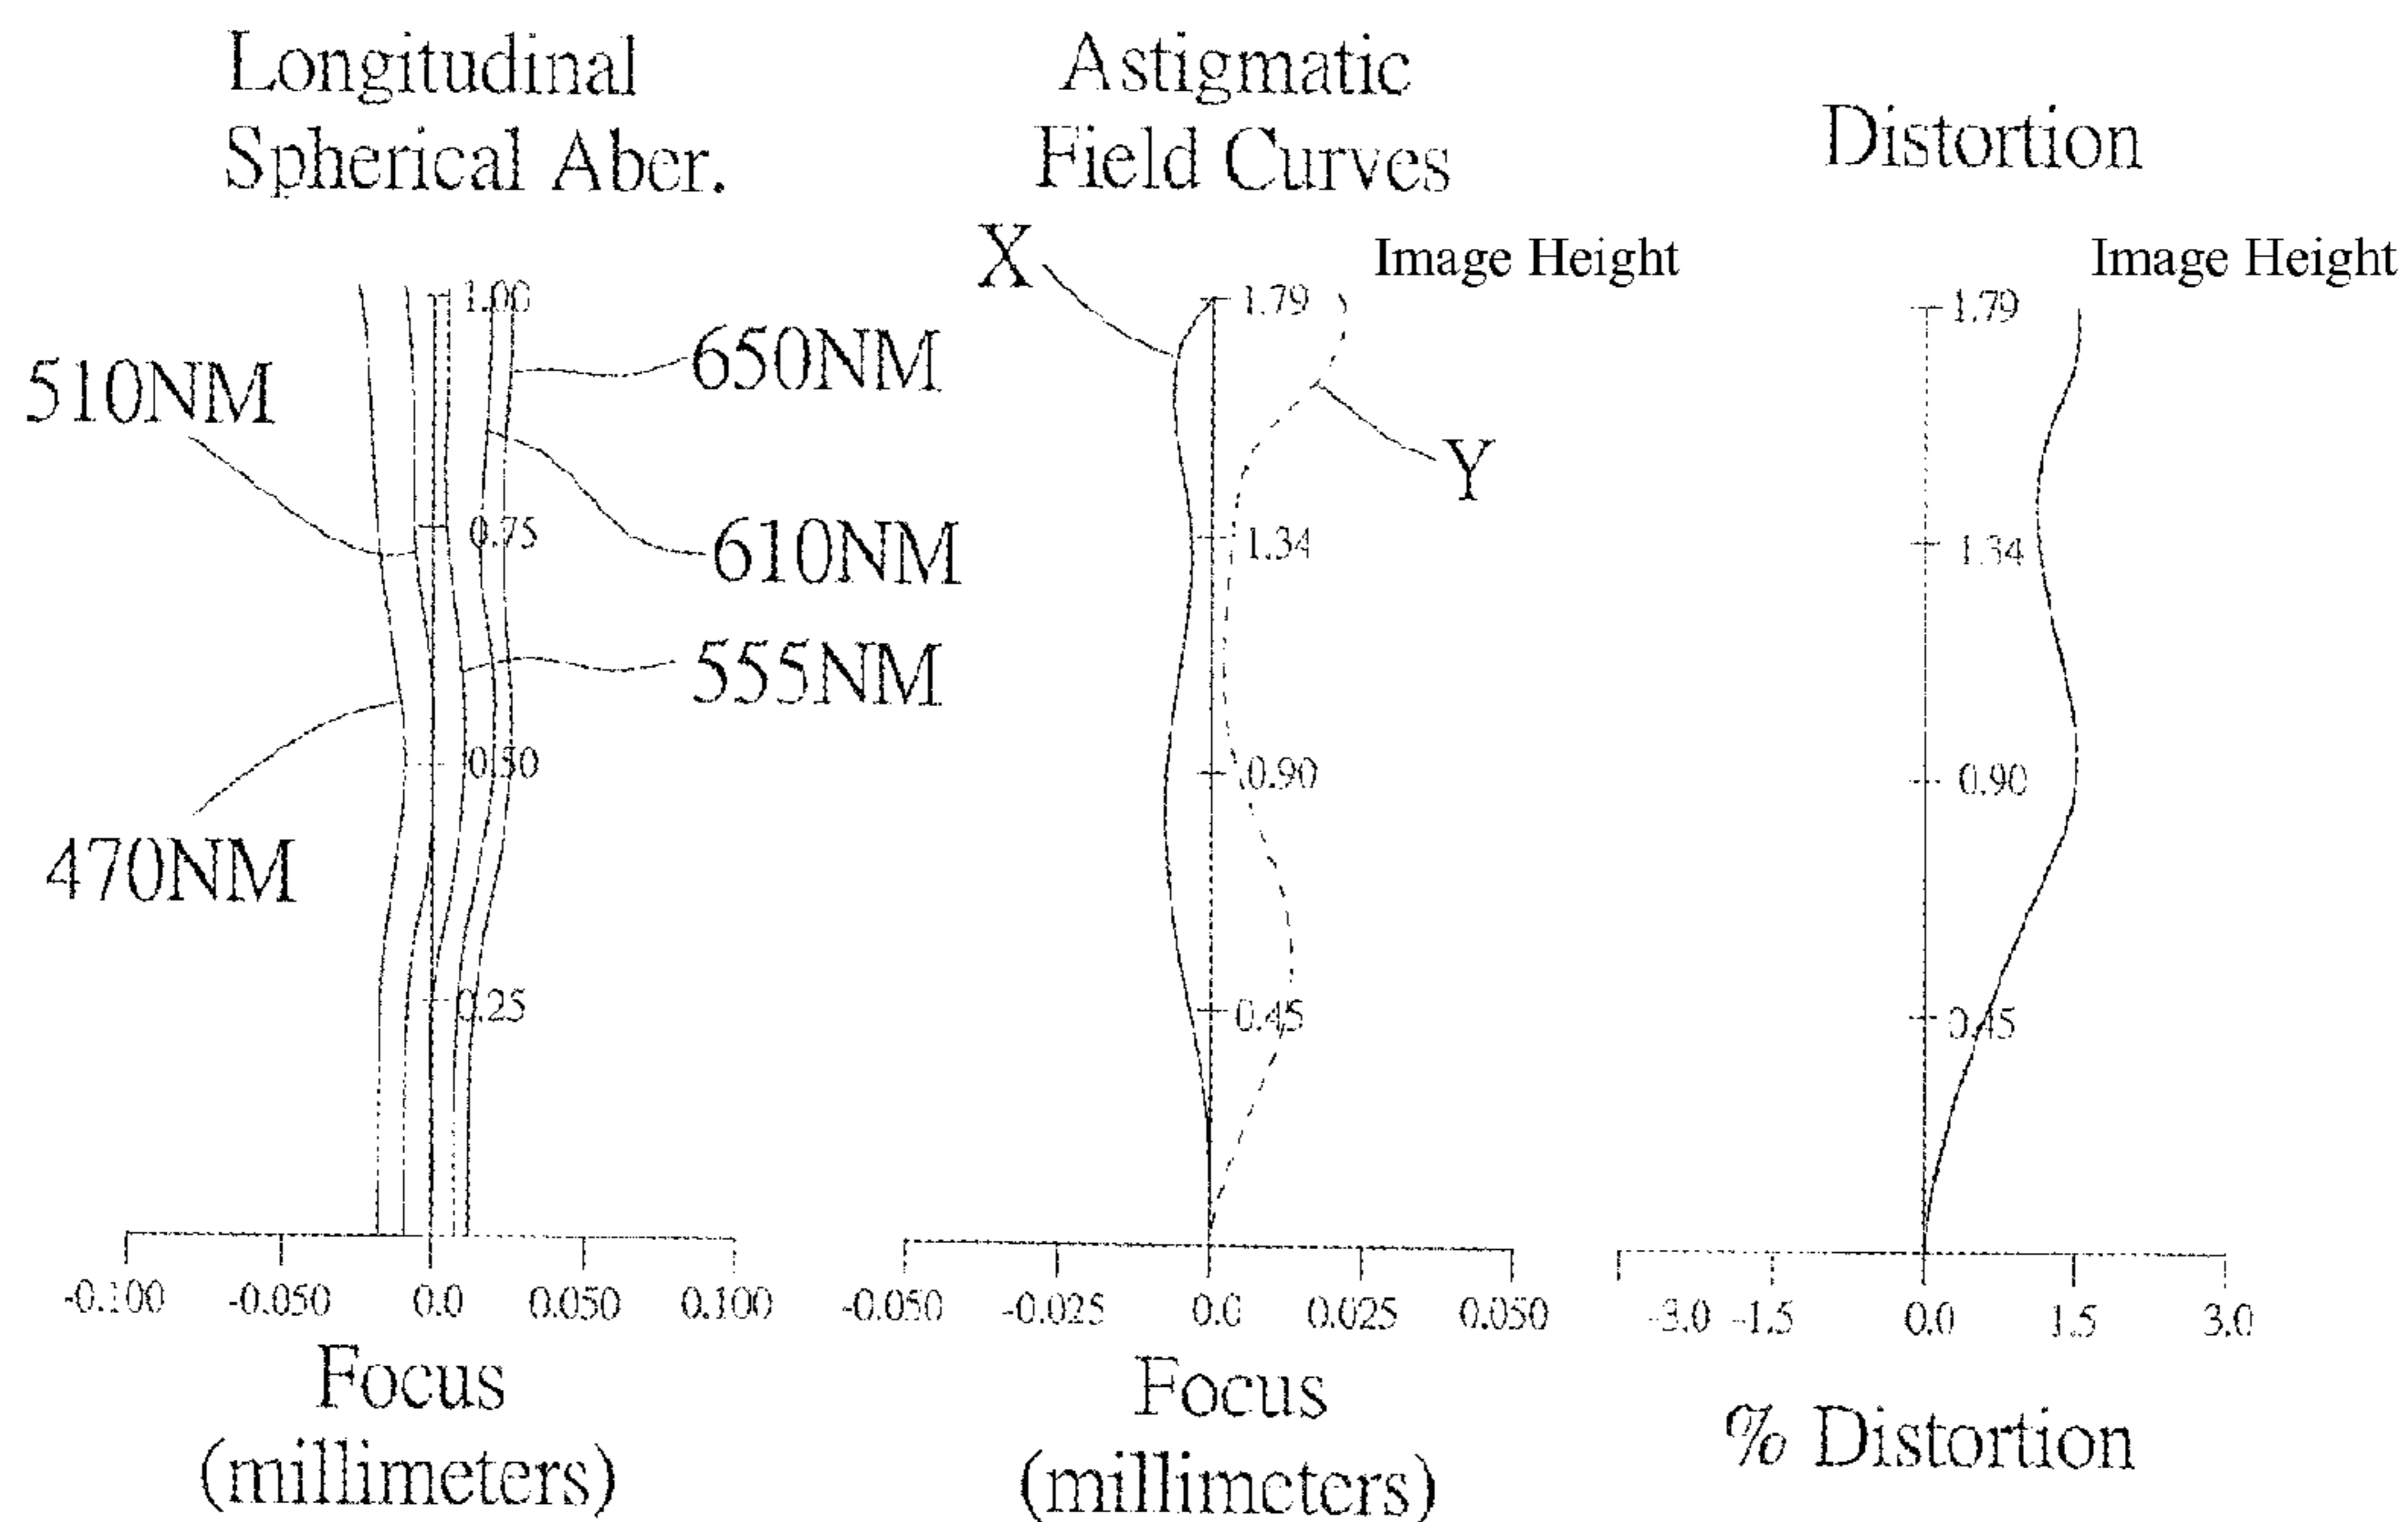 Longitudinal
Spherical Aber.
1.00
650NM
510NM
0.75
610NM
555NM
0.50
470NM
0.25
-0.100 -0.050 0.0 0.050 0.100
Focus
(millimeters)
Astigmatic
Field Curves
X
Image Height
1.79
Y
1.34
0.90
0.45
-0.050 -0.025 0.0 0.025 0.050
Focus
(millimeters)
Distortion
Image Height
1.79
1.34
0.90
0.45
-3.0 -1.5 0.0 1.5 3.0
% Distortion